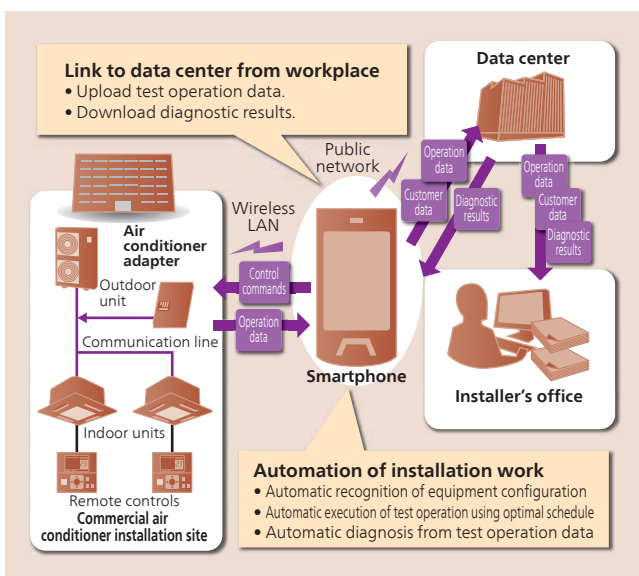 Link to data center from workplace
• Upload test operation data.
• Download diagnostic results.
Data center
Public
network
Operation
data
Customer
data
Diagnostic
results
Operation
data
Customer
data
Diagnostic
results
Wireless
LAN
Air
conditioner
adapter
Outdoor
unit
Control
commands
Operation
data
Communication line
Smartphone
Installer's office
Indoor units
Remote controls
Commercial air
conditioner installation site
Automation of installation work
• Automatic recognition of equipment configuration
• Automatic execution of test operation using optimal schedule
• Automatic diagnosis from test operation data